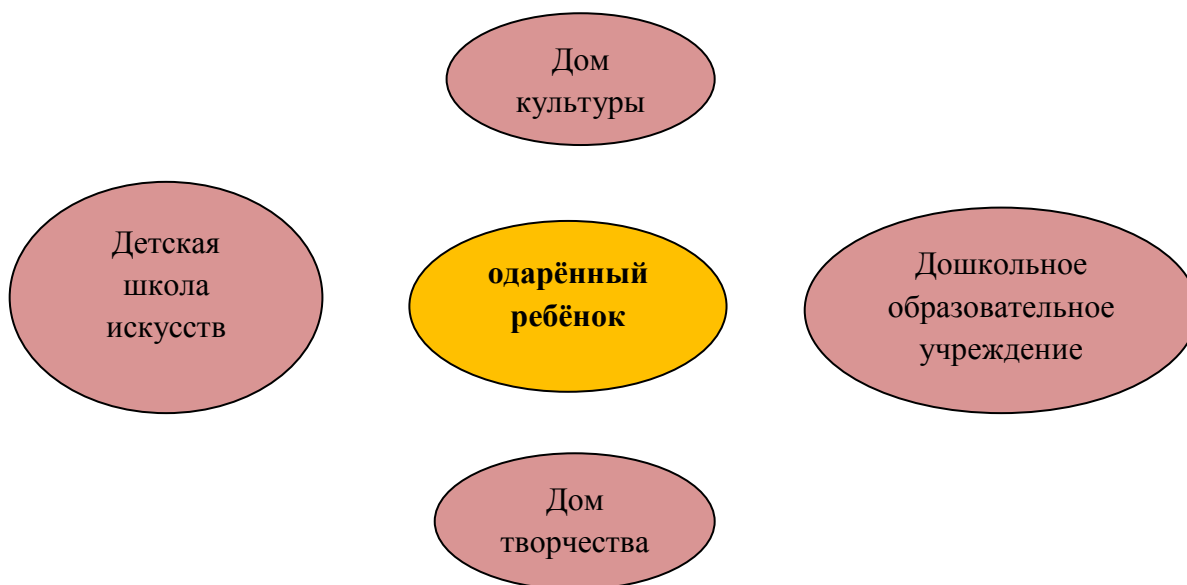 Дом
культуры
Детская
школа
искусств
одарённый
ребёнок
Дошкольное
образовательное
учреждение
Дом
творчества